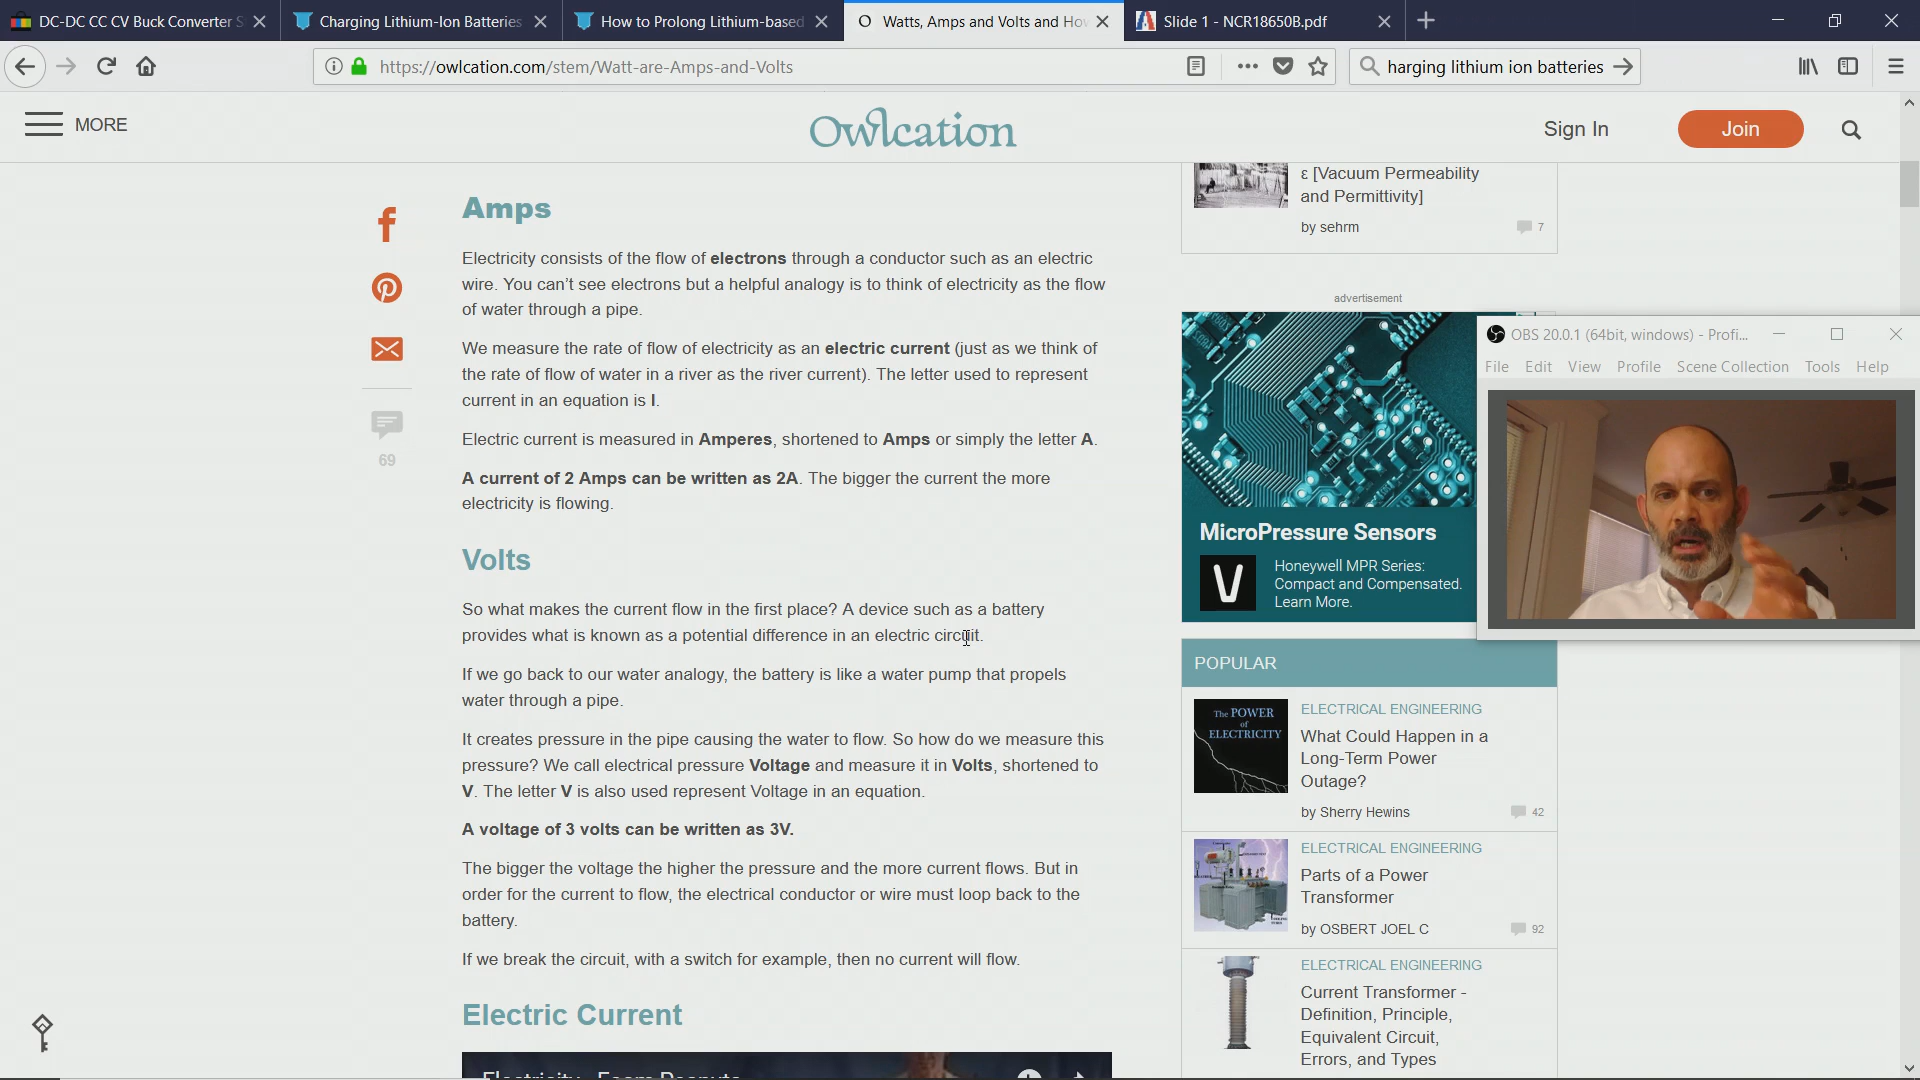 DC-DC CC CV Buck Converter S
Charging Lithium-Ion Batteries
How to Prolong Lithium-based
Watts, Amps and Volts and How
Slide 1 - NCR18650B.pdf
https://owlcation.com/stem/Watt-are-Amps-and-Volts
harging lithium ion batteries
MORE
Owlcation
Sign In
Join
Amps
Electricity consists of the flow of electrons through a conductor such as an electric
wire. You can’t see electrons but a helpful analogy is to think of electricity as the flow
of water through a pipe.
We measure the rate of flow of electricity as an electric current (just as we think of
the rate of flow of water in a river as the river current). The letter used to represent
current in an equation is I.
Electric current is measured in Amperes, shortened to Amps or simply the letter A.
A current of 2 Amps can be written as 2A. The bigger the current the more
electricity is flowing.
69
Volts
So what makes the current flow in the first place? A device such as a battery
provides what is known as a potential difference in an electric circuit.
If we go back to our water analogy, the battery is like a water pump that propels
water through a pipe.
It creates pressure in the pipe causing the water to flow. So how do we measure this
pressure? We call electrical pressure Voltage and measure it in Volts, shortened to
V. The letter V is also used represent Voltage in an equation.
A voltage of 3 volts can be written as 3V.
The bigger the voltage the higher the pressure and the more current flows. But in
order for the current to flow, the electrical conductor or wire must loop back to the
battery.
If we break the circuit, with a switch for example, then no current will flow.
Electric Current
Electricity - Foam Peanuts
ε [Vacuum Permeability
and Permittivity]
by sehrm
7
advertisement
MicroPressure Sensors
V
Honeywell MPR Series:
Compact and Compensated.
Learn More.
OBS 20.0.1 (64bit, windows) - Profi...
File Edit View Profile Scene Collection Tools Help
POPULAR
The POWER
of
ELECTRICITY
ELECTRICAL ENGINEERING
What Could Happen in a
Long-Term Power
Outage?
by Sherry Hewins
42
ELECTRICAL ENGINEERING
Parts of a Power
Transformer
by OSBERT JOEL C
92
ELECTRICAL ENGINEERING
Current Transformer -
Definition, Principle,
Equivalent Circuit,
Errors, and Types